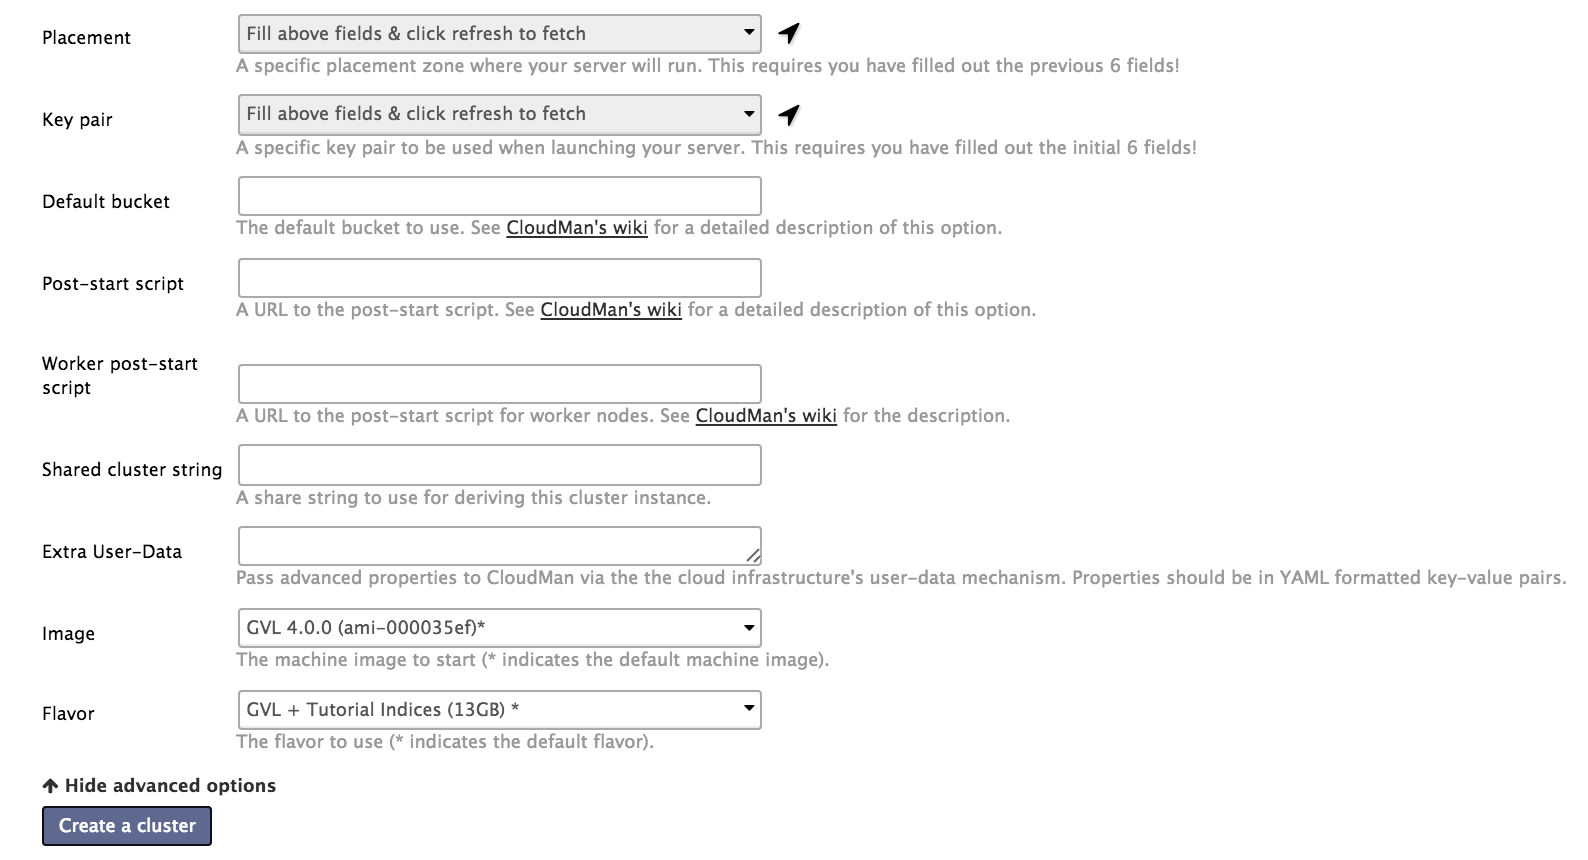 Placement
Fill above fields & click refresh to fetch
A specific placement zone where your server will run. This requires you have filled out the previous 6 fields!
Key pair
Fill above fields & click refresh to fetch
A specific key pair to be used when launching your server. This requires you have filled out the initial 6 fields!
Default bucket
The default bucket to use. See CloudMan's wiki for a detailed description of this option.
Post-start script
A URL to the post-start script. See CloudMan's wiki for a detailed description of this option.
Worker post-start
script
A URL to the post-start script for worker nodes. See CloudMan's wiki for the description.
Shared cluster string
A share string to use for deriving this cluster instance.
Extra User-Data
Pass advanced properties to CloudMan via the the cloud infrastructure's user-data mechanism. Properties should be in YAML formatted key-value pairs.
Image
GVL 4.0.0 (ami-000035ef)*
The machine image to start (* indicates the default machine image).
Flavor
GVL + Tutorial Indices (13GB) *
The flavor to use (* indicates the default flavor).
Hide advanced options
Create a cluster